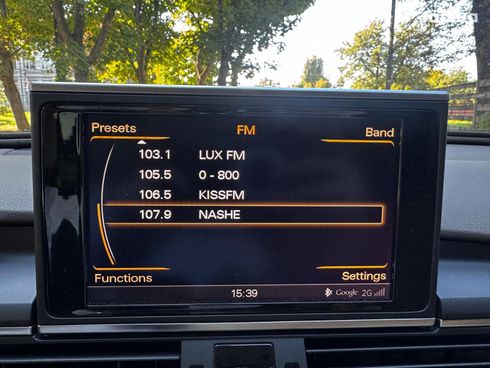 Presets FM Band
103.1 LUX FM
105.5 0 - 800
106.5 KISSFM
107.9 NASHE
Functions Settings
15:39 Google 2G